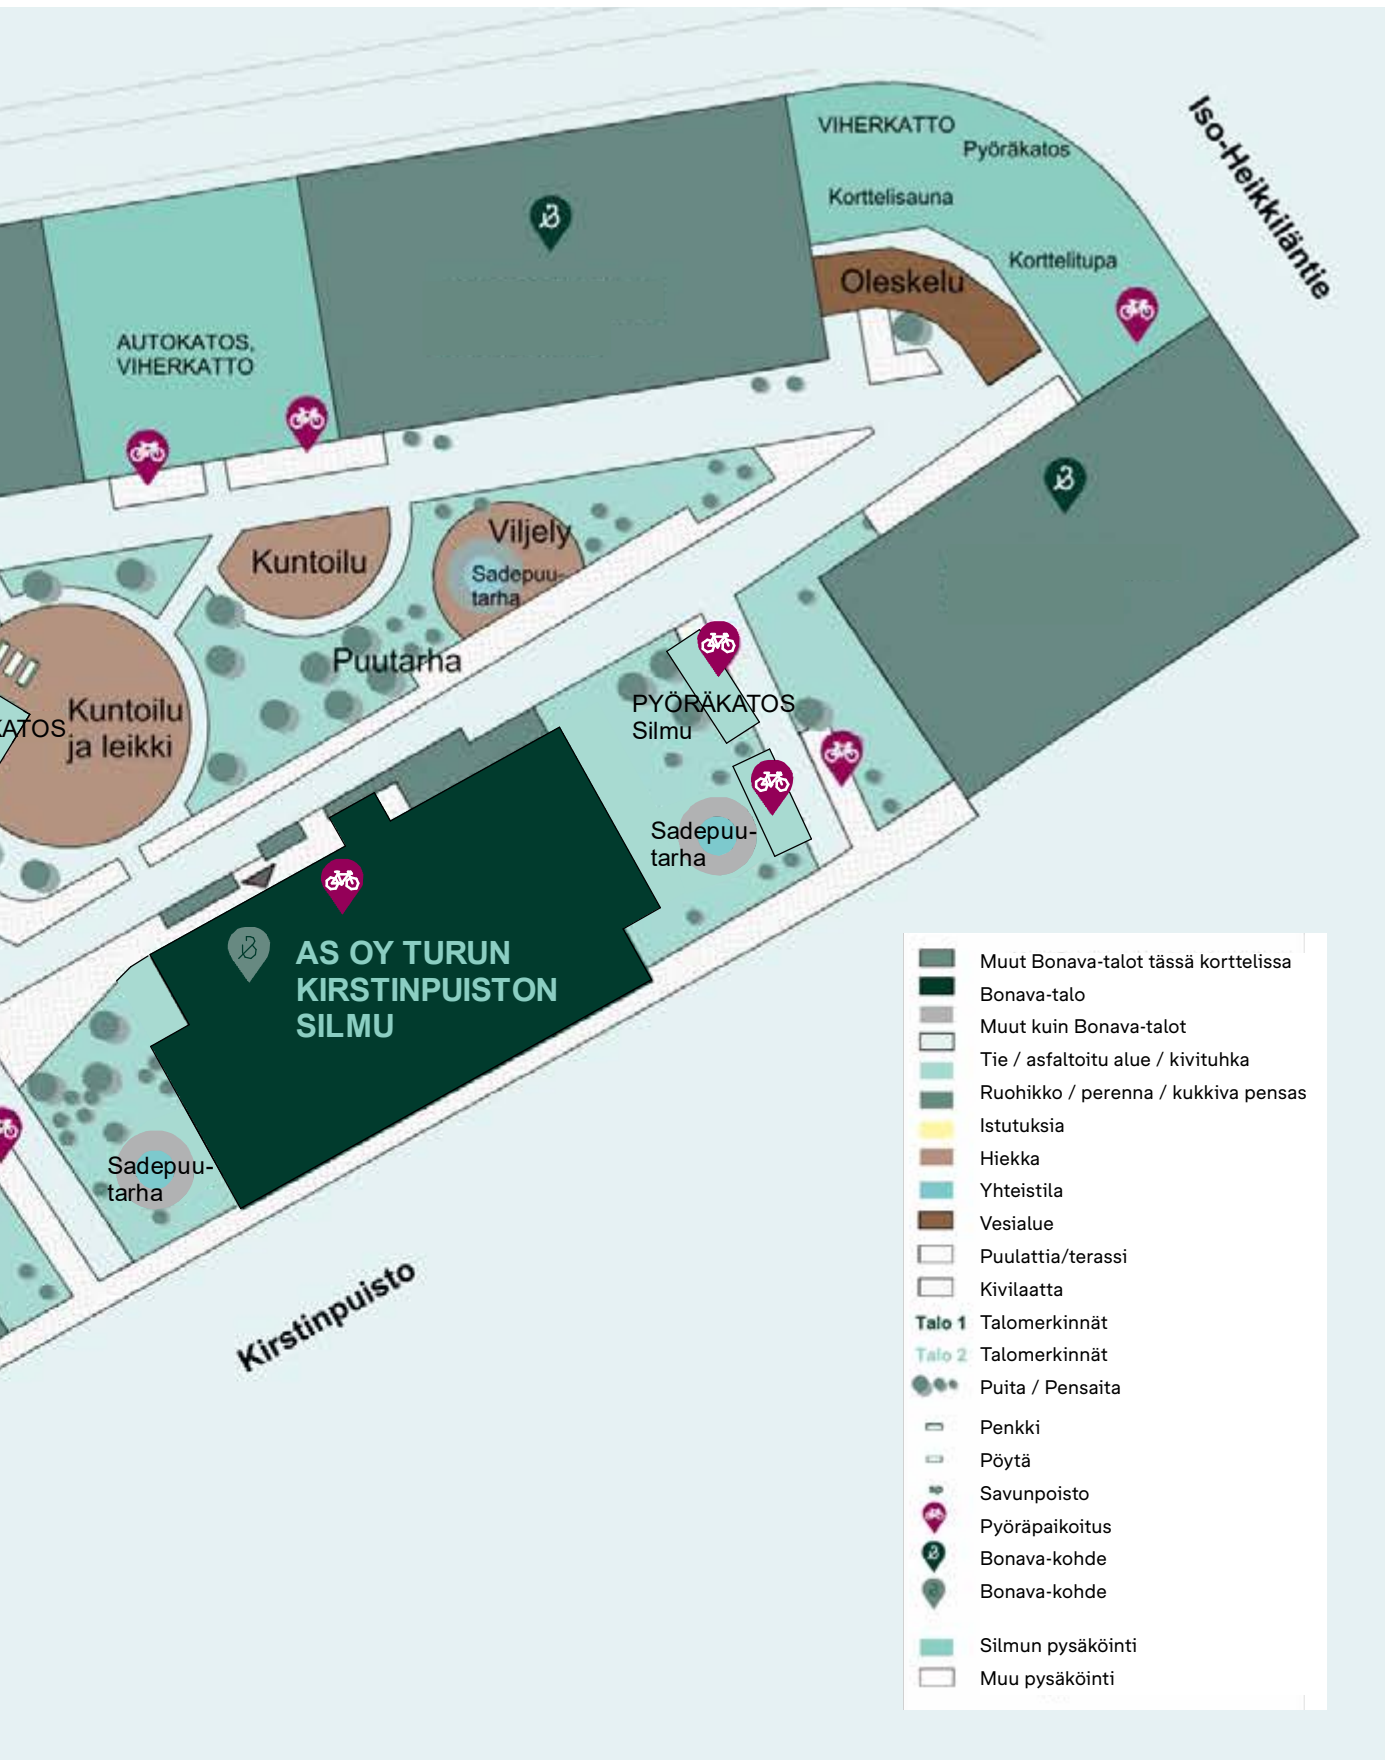 Iso-Heikkiläntie
VIHERKATTO
Pyöräkatos
Korttelisauna
Korttelitupa
Oleskelu
AUTOKATOS,
VIHERKATTO
Viljely
Kuntoilu
Sadepuu-
tarha
Puutarha
Kuntoilu
ja leikki
KATOS
PYÖRÄKATOS
Silmu
Sadepuu-
tarha
AS OY TURUN
KIRSTINPUISTON
SILMU
Sadepuu-
tarha
Kirstinpuisto
Muut Bonava-talot tässä korttelissa
Bonava-talo
Muut kuin Bonava-talot
Tie / asfaltoitu alue / kivituhka
Ruohikko / perenna / kukkiva pensas
Istutuksia
Hiekka
Yhteistila
Vesialue
Puulattia/terassi
Kivilaatta
Talo 1 Talomerkinnät
Talo 2 Talomerkinnät
Puita / Pensaita
Penkki
Pöytä
sp Savunpoisto
Pyöräpaikoitus
Bonava-kohde
Bonava-kohde
Silmun pysäköinti
Muu pysäköinti